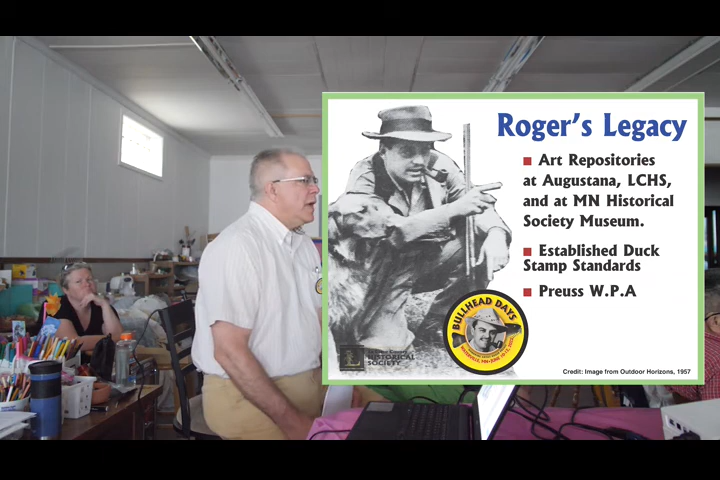 Roger's Legacy
■ Art Repositories
at Augustana, LCHS,
and at MN Historical
Society Museum.
■ Established Duck
Stamp Standards
■ Preuss W.P.A
BULLHEAD DAYS
HISTORICAL
SOCIETY
Credit: Image from Outdoor Horizons, 1957